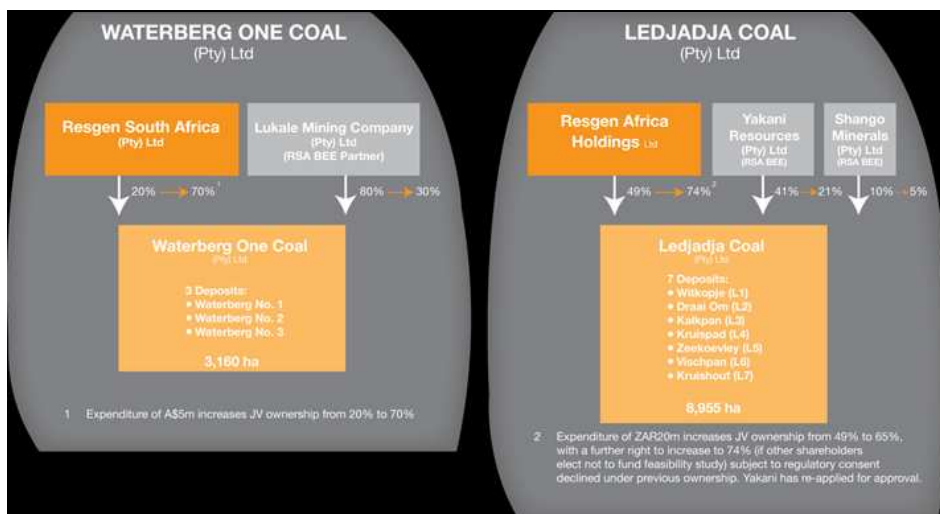 WATERBERG ONE COAL
(Pty) Ltd
Resgen South Africa
(Pty) Ltd
Lukale Mining Company
(Pty) Ltd
(RSA BEE Partner)
20% 70% 1
80% 30%
Waterberg One Coal
(Pty) Ltd
3 Deposits:
• Waterberg No. 1
• Waterberg No. 2
• Waterberg No. 3
3,160 ha
1 Expenditure of A$5m increases JV ownership from 20% to 70%
LEDJADJA COAL
(Pty) Ltd
Resgen Africa
Holdings Ltd
Yakani
Resources
(Pty) Ltd
(RSA BEE)
Shango
Minerals
(Pty) Ltd
(RSA BEE)
49% 74% 2
41% 21%
10% 5%
Ledjadja Coal
(Pty) Ltd
7 Deposits:
• Witkopje (L1)
• Draai Om (L2)
• Kalkpan (L3)
• Kruispad (L4)
• Zeekoevley (L5)
• Vischpan (L6)
• Kruishout (L7)
8,955 ha
2 Expenditure of ZAR20m increases JV ownership from 49% to 65%,
with a further right to increase to 74% (if other shareholders
elect not to fund feasibility study) subject to regulatory consent
declined under previous ownership. Yakani has re-applied for approval.